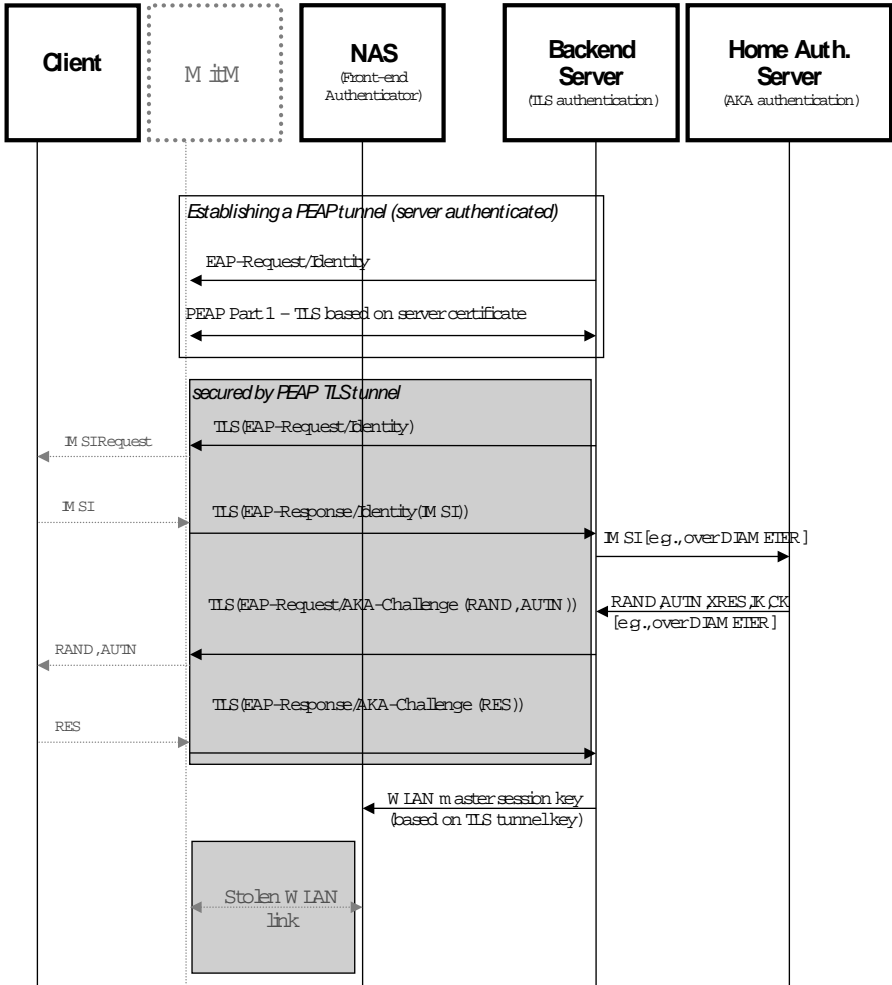 Client
MitM
NAS
(Front-end
Authenticator)
Backend
Server
(TLS authentication)
Home Auth.
Server
(AKA authentication)
Establishing a PEAP tunnel (server authenticated)
EAP-Request/Identity
PEAP Part 1 – TLS based on server certificate
secured by PEAP TLS tunnel
TLS(EAP-Request/Identity)
IMSI Request
IMSI
TLS(EAP-Response/Identity(IMSI))
IMSI [e.g., over DIAMETER]
TLS(EAP-Request/AKA-Challenge (RAND, AUTN))
RAND,AUTN,XRES,IK,CK
[e.g., over DIAMETER]
RAND,AUTN
TLS(EAP-Response/AKA-Challenge (RES))
RES
WLAN master session key
(based on TLS tunnel key)
Stolen WLAN
link